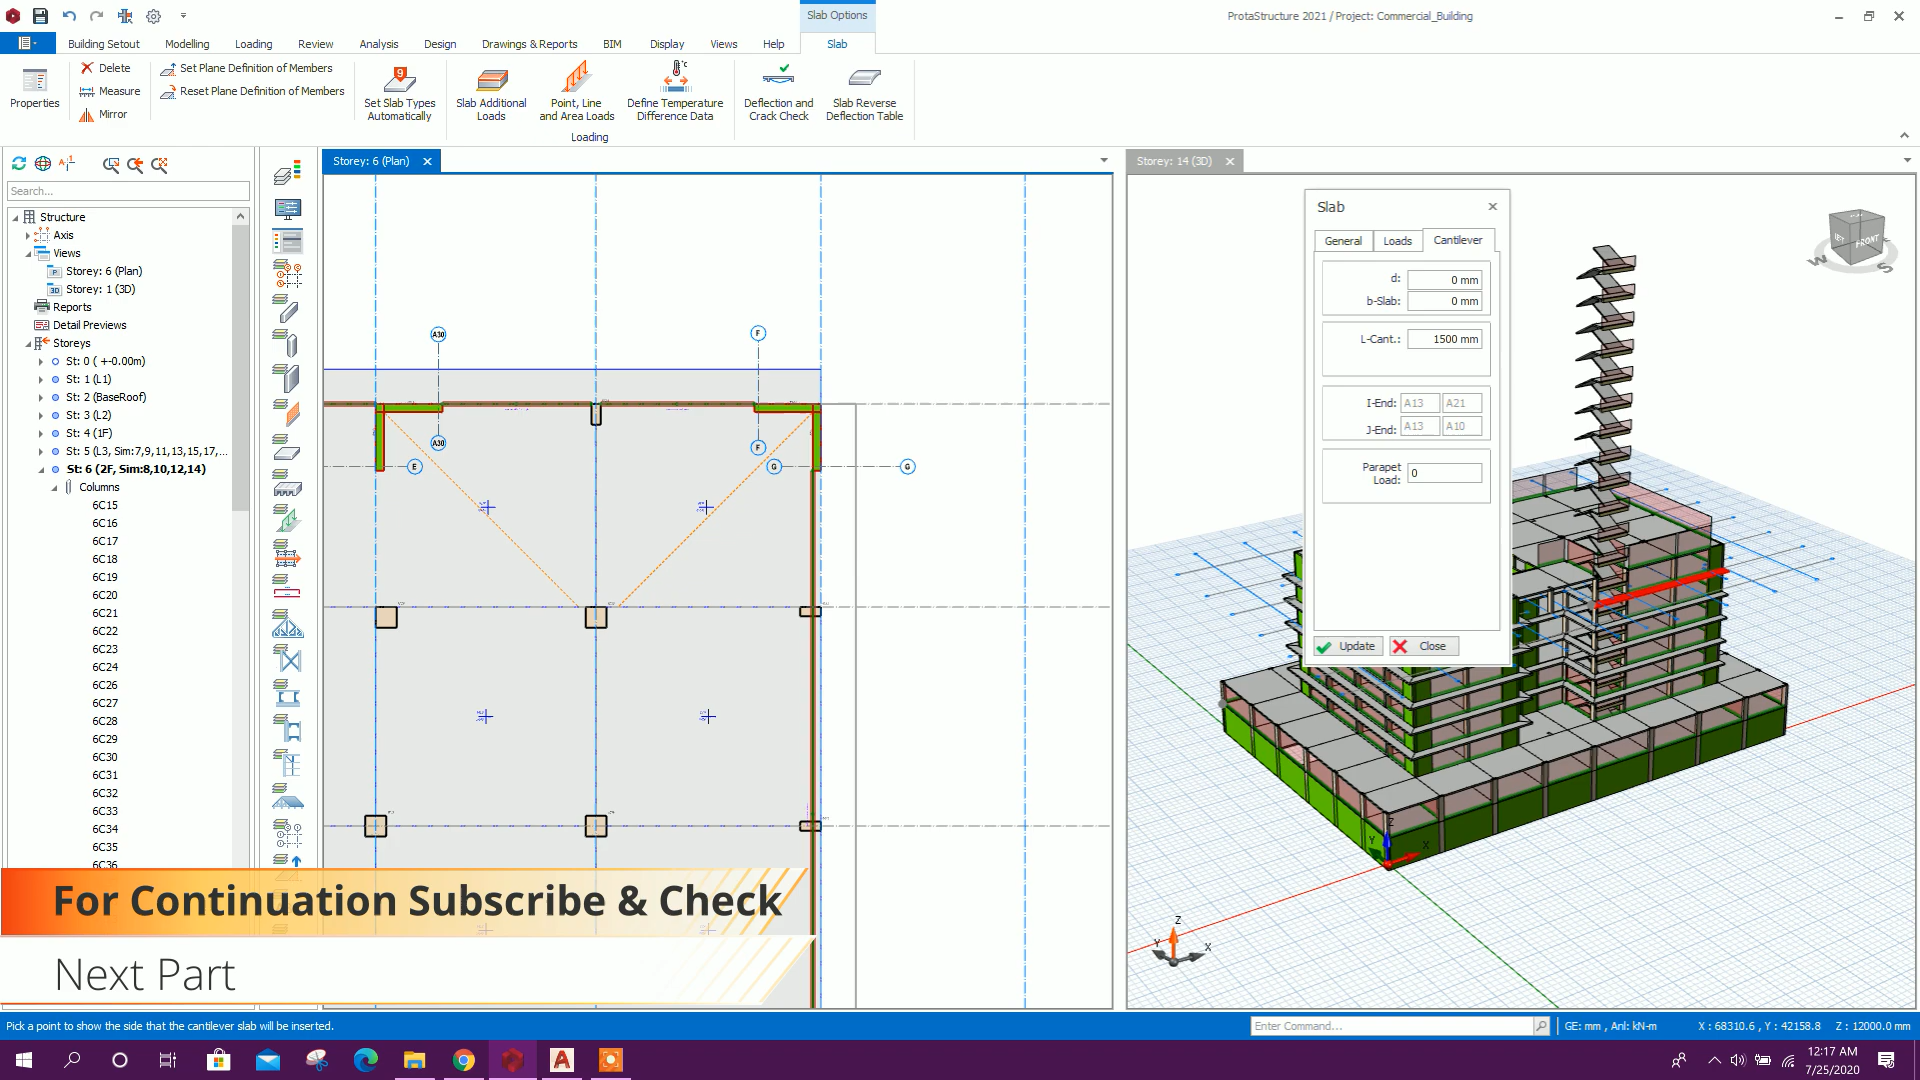 Slab Options
ProtaStructure 2021 / Project: Commercial_Building
Building Setout
Modelling
Loading
Review
Analysis
Design
Drawings & Reports
BIM
Display
Views
Help
Slab
Properties
Delete
Measure
Mirror
Set Plane Definition of Members
Reset Plane Definition of Members
Set Slab Types
Automatically
Slab Additional
Loads
Point, Line
and Area Loads
Define Temperature
Difference Data
Deflection and
Crack Check
Slab Reverse
Deflection Table
Loading
Search...
Structure
Axis
Views
Storey: 6 (Plan)
Storey: 1 (3D)
Reports
Detail Previews
Storeys
St: 0 ( +-0.00m)
St: 1 (L1)
St: 2 (BaseRoof)
St: 3 (L2)
St: 4 (1F)
St: 5 (L3, Sim:7,9,11,13,15,17,...
St: 6 (2F, Sim:8,10,12,14)
Columns
6C15
6C16
6C17
6C18
6C19
6C20
6C21
6C22
6C23
6C24
6C26
6C27
6C28
6C29
6C30
6C31
6C32
6C33
6C34
6C35
6C36
Storey: 6 (Plan)
A30
F
A30
F
E
G
G
Storey: 14 (3D)
Slab
General
Loads
Cantilever
d:
0 mm
b-Slab:
0 mm
L-Cant.:
1500 mm
I-End:
A13
A21
J-End:
A13
A10
Parapet
Load:
0
Update
Close
FRONT
W
S
Z
Y
X
Z
Y
X
For Continuation Subscribe & Check
Next Part
Pick a point to show the side that the cantilever slab will be inserted.
Enter Command...
GE: mm , Anl: kN-m
X : 68310.6 , Y : 42158.8
Z : 12000.0 mm
12:17 AM
7/25/2020